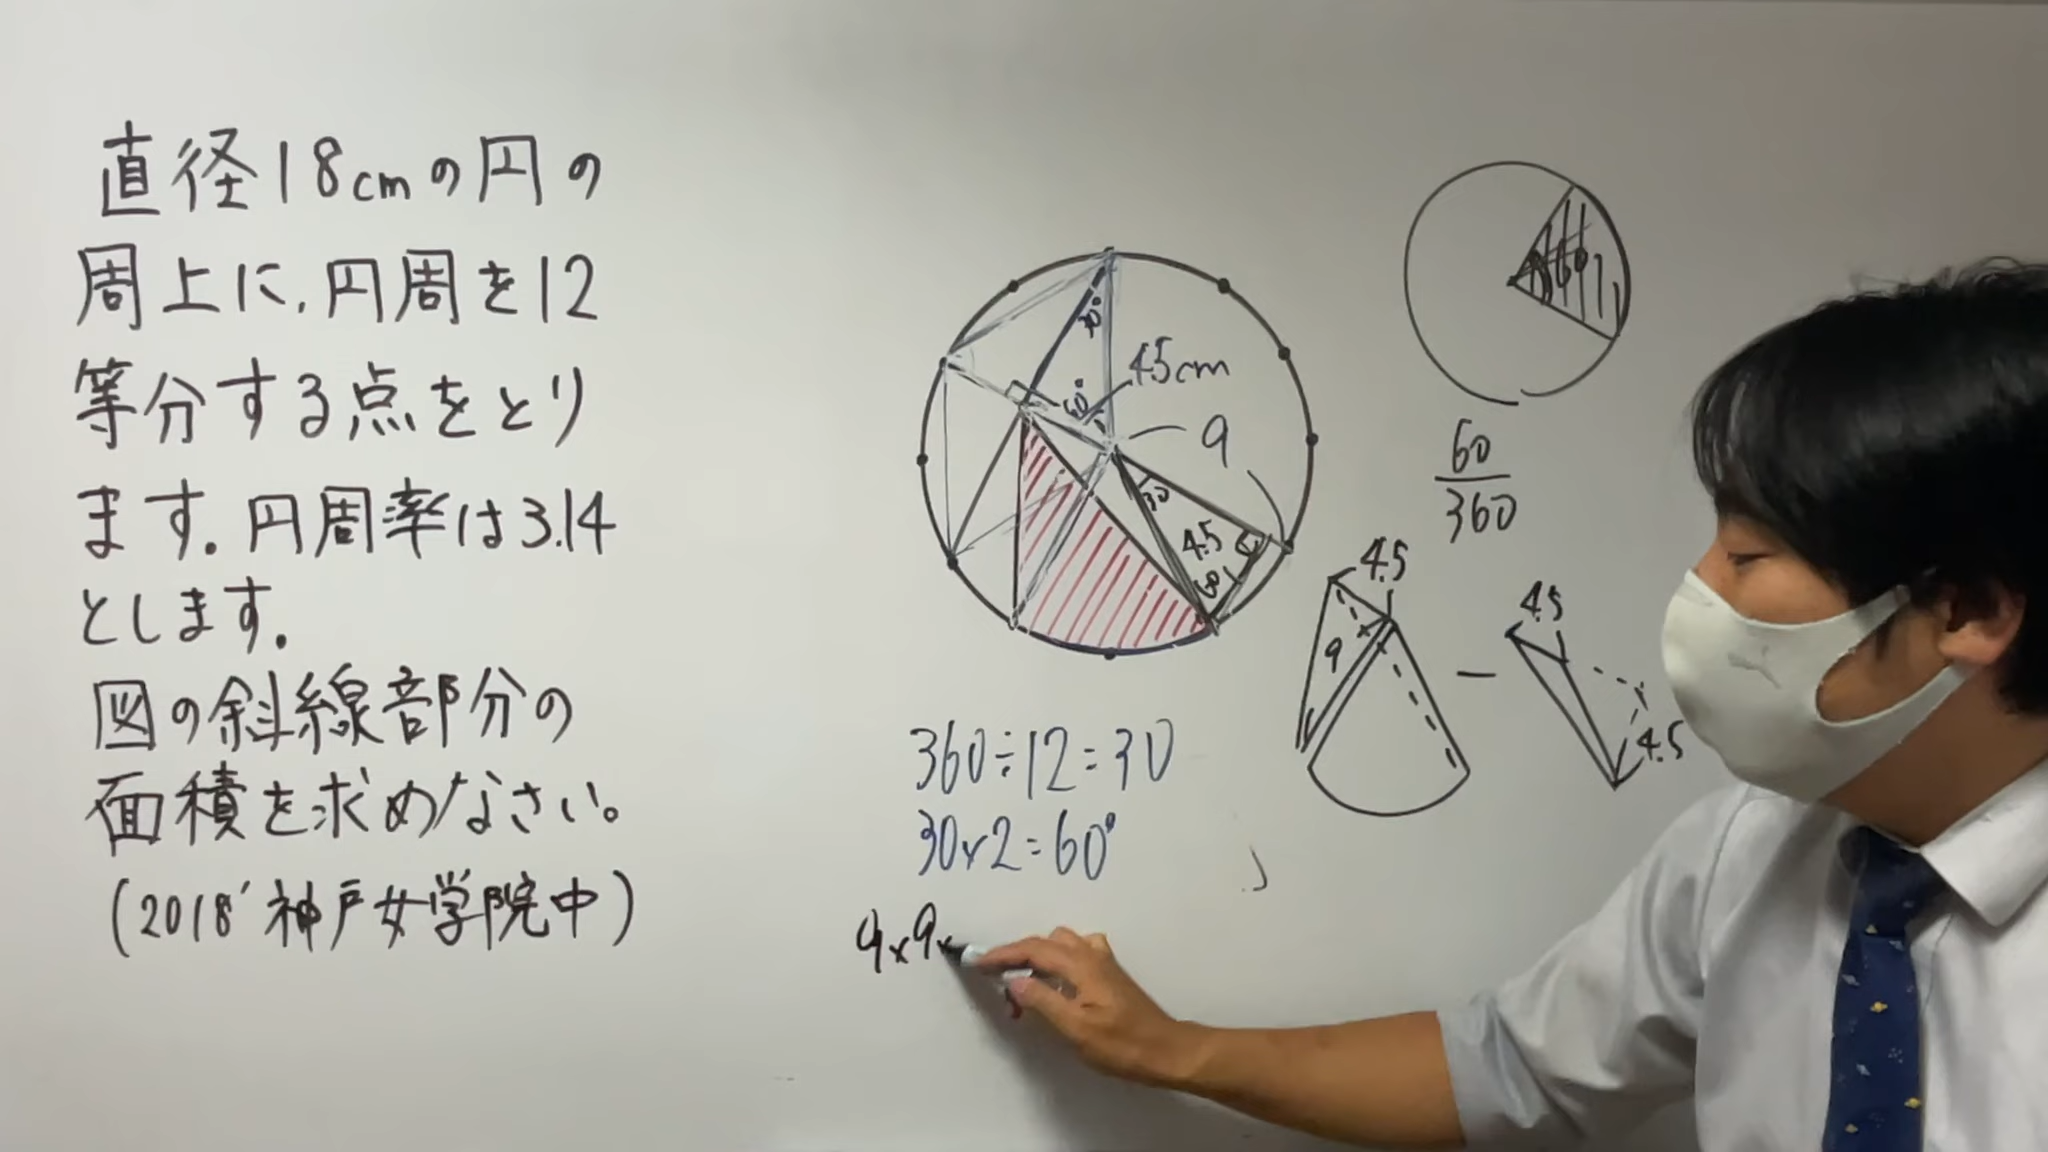 直径18cmの円の
周上に,円周を12
等分する点をとり
ます.円周率は3.14
とします.
図の斜線部分の
面積を求めなさい。
(2018'神戸女学院中)
30°
60°
4.5cm
9
30
4.5
60
60
360
4.5
9
4.5
4.5
360÷12=30
30×2=60°
9×9×